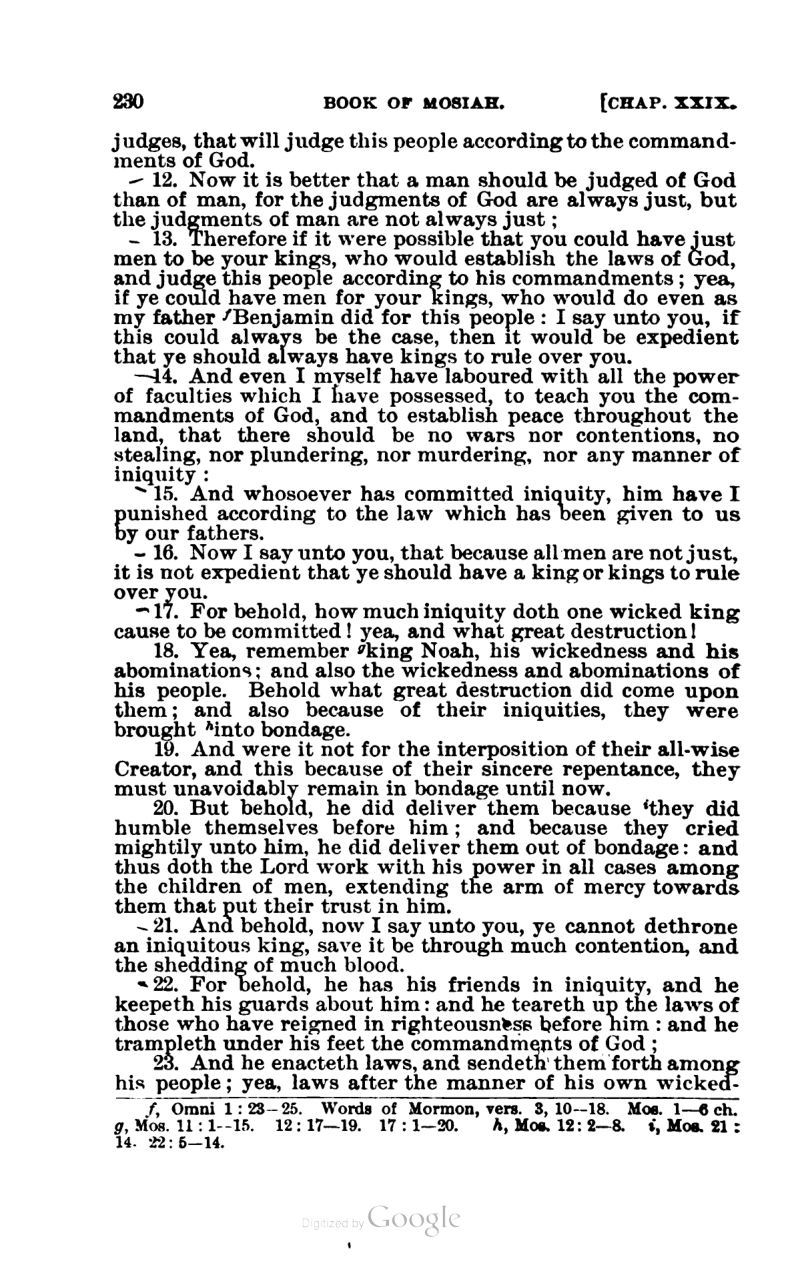 230 BOOK OF MOSIAH. [CHAP. XXIX.
judges, that will judge this people according to the command-
ments of God.
– 12. Now it is better that a man should be judged of God
than of man, for the judgments of God are always just, but
the judgments of man are not always just;
– 13. Therefore if it were possible that you could have just
men to be your kings, who would establish the laws of God,
and judge this people according to his commandments; yea,
if ye could have men for your kings, who would do even as
my father fBenjamin did for this people: I say unto you, if
this could always be the case, then it would be expedient
that ye should always have kings to rule over you.
—14. And even I myself have laboured with all the power
of faculties which I have possessed, to teach you the com-
mandments of God, and to establish peace throughout the
land, that there should be no wars nor contentions, no
stealing, nor plundering, nor murdering, nor any manner of
iniquity:
– 15. And whosoever has committed iniquity, him have I
punished according to the law which has been given to us
by our fathers.
– 16. Now I say unto you, that because all men are not just,
it is not expedient that ye should have a king or kings to rule
over you.
– 17. For behold, how much iniquity doth one wicked king
cause to be committed! yea, and what great destruction!
18. Yea, remember gking Noah, his wickedness and his
abominations; and also the wickedness and abominations of
his people. Behold what great destruction did come upon
them; and also because of their iniquities, they were
brought hinto bondage.
19. And were it not for the interposition of their all-wise
Creator, and this because of their sincere repentance, they
must unavoidably remain in bondage until now.
20. But behold, he did deliver them because ithey did
humble themselves before him; and because they cried
mightily unto him, he did deliver them out of bondage: and
thus doth the Lord work with his power in all cases among
the children of men, extending the arm of mercy towards
them that put their trust in him.
– 21. And behold, now I say unto you, ye cannot dethrone
an iniquitous king, save it be through much contention, and
the shedding of much blood.
– 22. For behold, he has his friends in iniquity, and he
keepeth his guards about him: and he teareth up the laws of
those who have reigned in righteousness before him: and he
trampleth under his feet the commandments of God;
23. And he enacteth laws, and sendeth them forth among
his people; yea, laws after the manner of his own wicked-
f, Omni 1: 23–25. Words of Mormon, vers. 3, 10--18. Mos. 1—6 ch.
g, Mos. 11: 1--15. 12: 17—19. 17: 1—20. h, Mos. 12: 2—8. i, Mos. 21:
14. 22: 5—14.
Digitized by Google